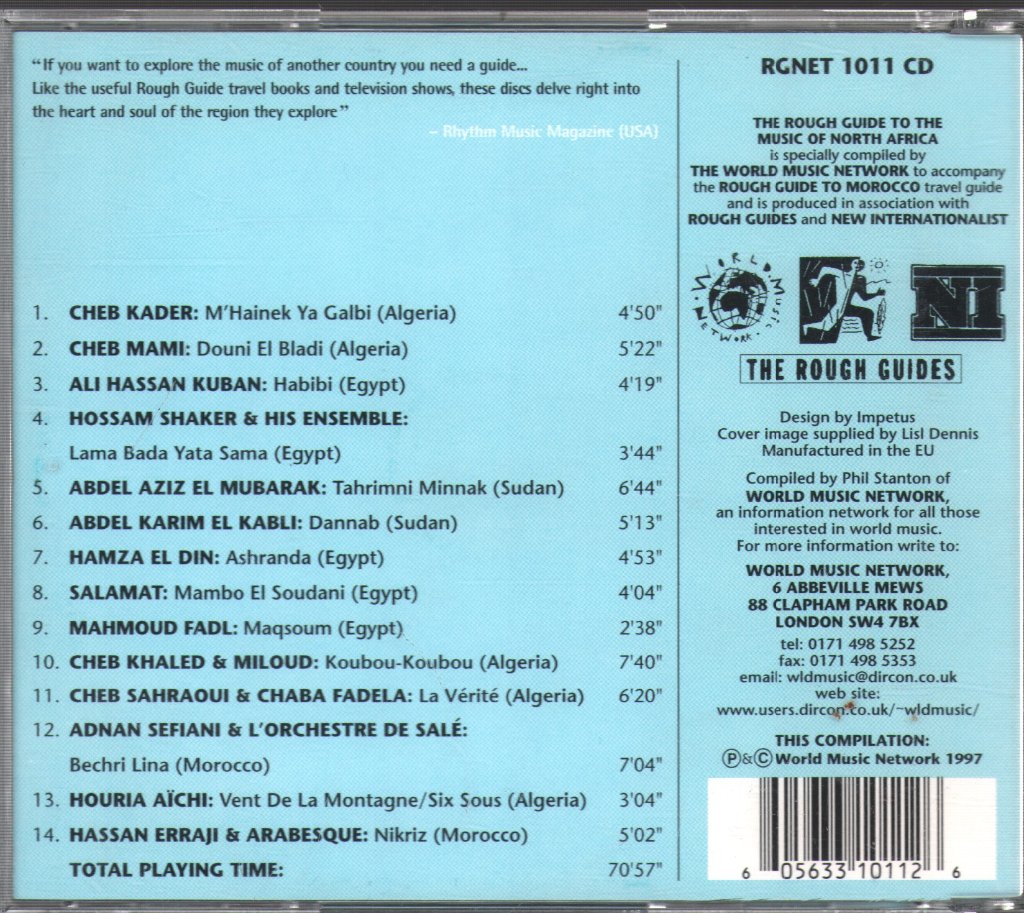 “If you want to explore the music of another country you need a guide...
Like the useful Rough Guide travel books and television shows, these discs delve right into
the heart and soul of the region they explore”
– Rhythm Music Magazine (USA)
1. CHEB KADER: M'Hainek Ya Galbi (Algeria) 4'50"
2. CHEB MAMI: Douni El Bladi (Algeria) 5'22"
3. ALI HASSAN KUBAN: Habibi (Egypt) 4'19"
4. HOSSAM SHAKER & HIS ENSEMBLE:
Lama Bada Yata Sama (Egypt) 3'44"
5. ABDEL AZIZ EL MUBARAK: Tahrimni Minnak (Sudan) 6'44"
6. ABDEL KARIM EL KABLI: Dannab (Sudan) 5'13"
7. HAMZA EL DIN: Ashranda (Egypt) 4'53"
8. SALAMAT: Mambo El Soudani (Egypt) 4'04"
9. MAHMOUD FADL: Maqsoum (Egypt) 2'38"
10. CHEB KHALED & MILOUD: Koubou-Koubou (Algeria) 7'40"
11. CHEB SAHRAOUI & CHABA FADELA: La Vérité (Algeria) 6'20"
12. ADNAN SEFIANI & L'ORCHESTRE DE SALÉ:
Bechri Lina (Morocco) 7'04"
13. HOURIA AÏCHI: Vent De La Montagne/Six Sous (Algeria) 3'04"
14. HASSAN ERRAJI & ARABESQUE: Nikriz (Morocco) 5'02"
TOTAL PLAYING TIME: 70'57"
RGNET 1011 CD
THE ROUGH GUIDE TO THE
MUSIC OF NORTH AFRICA
is specially compiled by
THE WORLD MUSIC NETWORK to accompany
the ROUGH GUIDE TO MOROCCO travel guide
and is produced in association with
ROUGH GUIDES and NEW INTERNATIONALIST
WORLD MUSIC NETWORK
NI
THE ROUGH GUIDES
Design by Impetus
Cover image supplied by Lisl Dennis
Manufactured in the EU
Compiled by Phil Stanton of
WORLD MUSIC NETWORK,
an information network for all those
interested in world music.
For more information write to:
WORLD MUSIC NETWORK,
6 ABBEVILLE MEWS
88 CLAPHAM PARK ROAD
LONDON SW4 7BX
tel: 0171 498 5252
fax: 0171 498 5353
email: wldmusic@dircon.co.uk
web site:
www.users.dircon.co.uk/~wldmusic/
THIS COMPILATION:
Ⓟ&Ⓒ World Music Network 1997
6 05633 10112 6